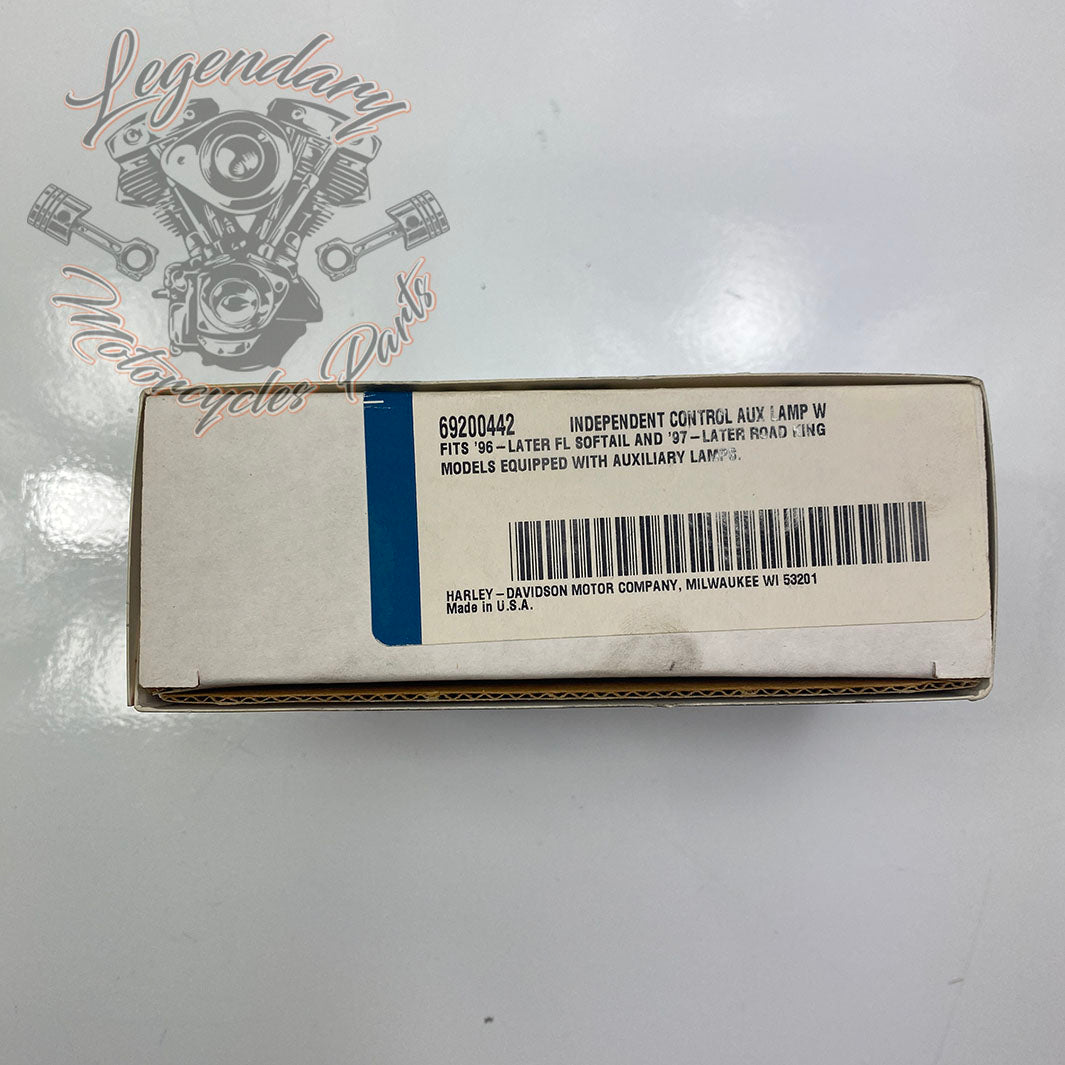 Legendary
Motorcycles Parts
69200442 INDEPENDENT CONTROL AUX LAMP W
FITS '96-LATER FL SOFTAIL AND '97-LATER ROAD KING
MODELS EQUIPPED WITH AUXILIARY LAMPS.
HARLEY-DAVIDSON MOTOR COMPANY, MILWAUKEE WI 53201
Made in U.S.A.